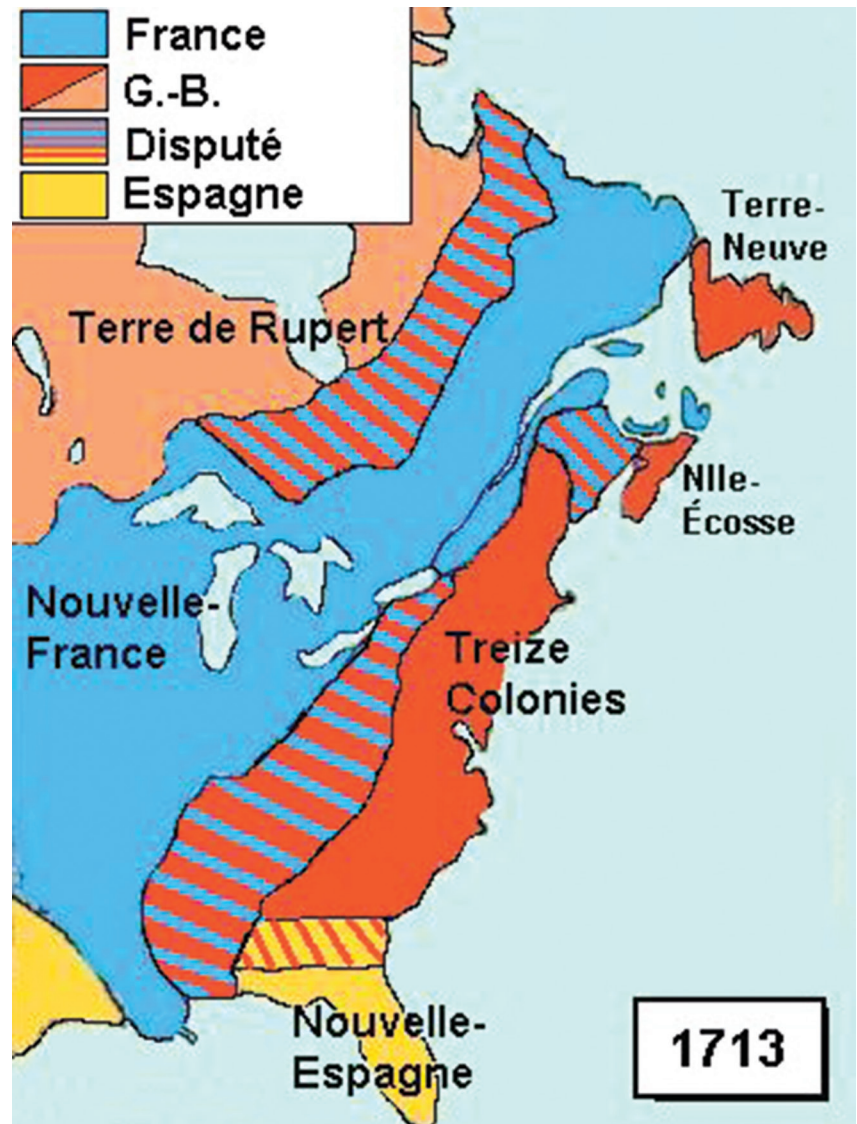 France
G.-B.
Disputé
Espagne
Terre-
Neuve
Terre de Rupert
Nlle-
Écosse
Nouvelle-
France
Treize
Colonies
Nouvelle-
Espagne
1713